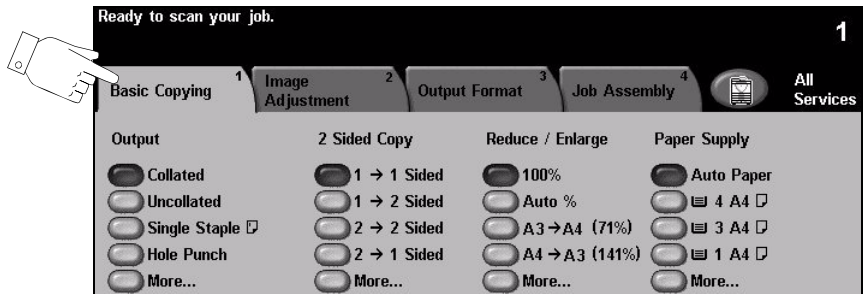 Ready to scan your job.
1
Basic Copying 1
Image Adjustment 2
Output Format 3
Job Assembly 4
All Services
Output
Collated
Uncollated
Single Staple
Hole Punch
More...
2 Sided Copy
1 → 1 Sided
1 → 2 Sided
2 → 2 Sided
2 → 1 Sided
More...
Reduce / Enlarge
100%
Auto %
A3→A4 (71%)
A4→A3 (141%)
More...
Paper Supply
Auto Paper
4 A4
3 A4
1 A4
More...